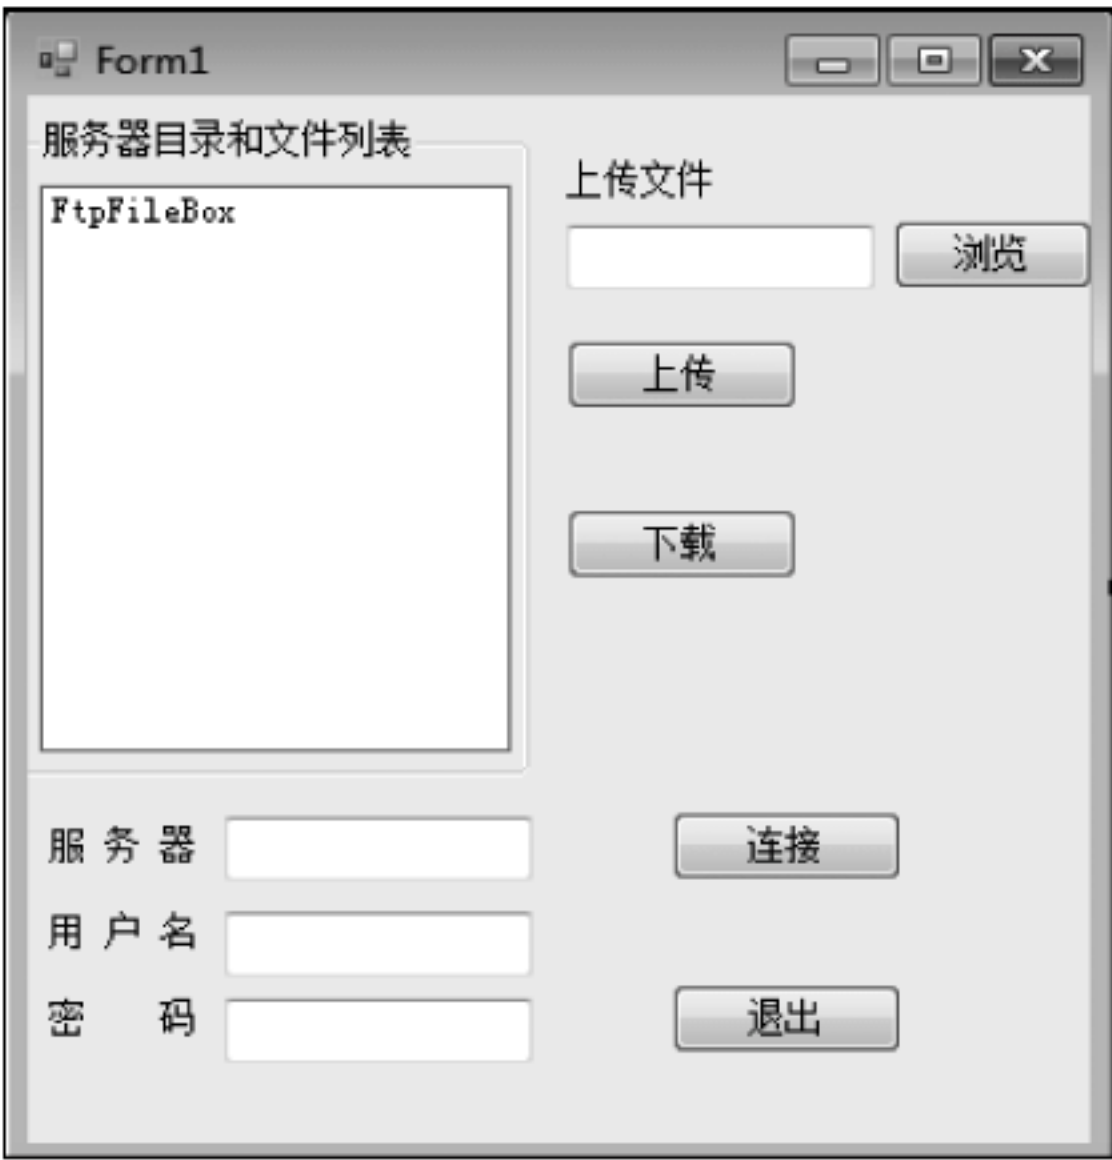 Form1
服务器目录和文件列表
FtpFileBox
上传文件
浏览
上传
下载
服 务 器
连接
用 户 名
密 码
退出